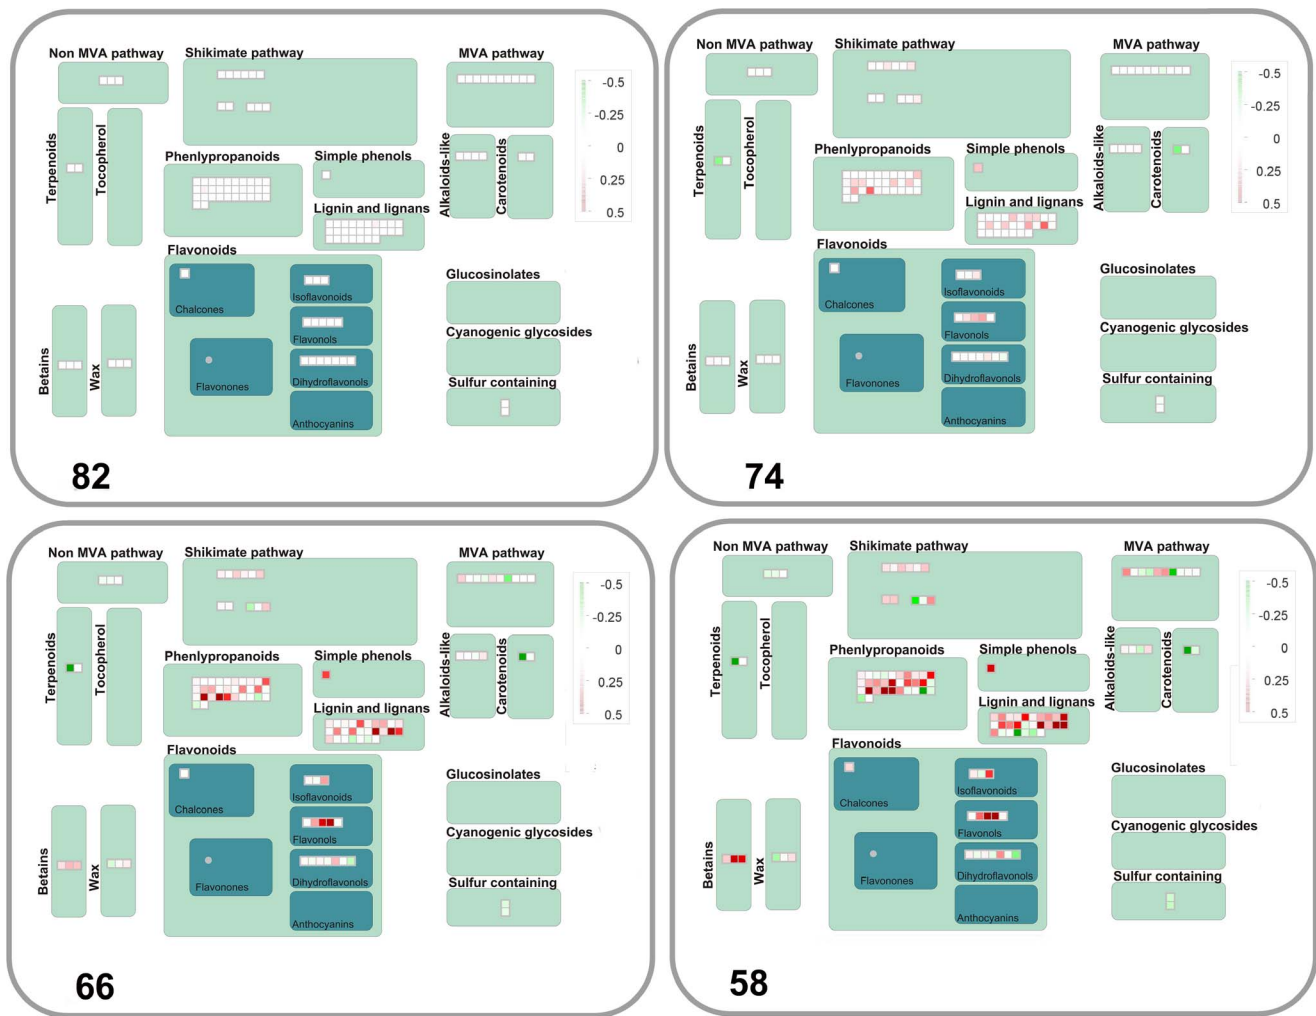 Non MVA pathway
Shikimate pathway
MVA pathway
-0.5
-0.25
0
0.25
0.5
Terpenoids
Tocopherol
Phenlypropanoids
Simple phenols
Alkaloids-like
Carotenoids
Lignin and lignans
Flavonoids
Chalcones
Isoflavonoids
Flavonols
Flavonones
Dihydroflavonols
Anthocyanins
Glucosinolates
Cyanogenic glycosides
Sulfur containing
Betains
Wax
82
Non MVA pathway
Shikimate pathway
MVA pathway
-0.5
-0.25
0
0.25
0.5
Terpenoids
Tocopherol
Phenlypropanoids
Simple phenols
Alkaloids-like
Carotenoids
Lignin and lignans
Flavonoids
Chalcones
Isoflavonoids
Flavonols
Flavonones
Dihydroflavonols
Anthocyanins
Glucosinolates
Cyanogenic glycosides
Sulfur containing
Betains
Wax
74
Non MVA pathway
Shikimate pathway
MVA pathway
-0.5
-0.25
0
0.25
0.5
Terpenoids
Tocopherol
Phenlypropanoids
Simple phenols
Alkaloids-like
Carotenoids
Lignin and lignans
Flavonoids
Chalcones
Isoflavonoids
Flavonols
Flavonones
Dihydroflavonols
Anthocyanins
Glucosinolates
Cyanogenic glycosides
Sulfur containing
Betains
Wax
66
Non MVA pathway
Shikimate pathway
MVA pathway
-0.5
-0.25
0
0.25
0.5
Terpenoids
Tocopherol
Phenlypropanoids
Simple phenols
Alkaloids-like
Carotenoids
Lignin and lignans
Flavonoids
Chalcones
Isoflavonoids
Flavonols
Flavonones
Dihydroflavonols
Anthocyanins
Glucosinolates
Cyanogenic glycosides
Sulfur containing
Betains
Wax
58